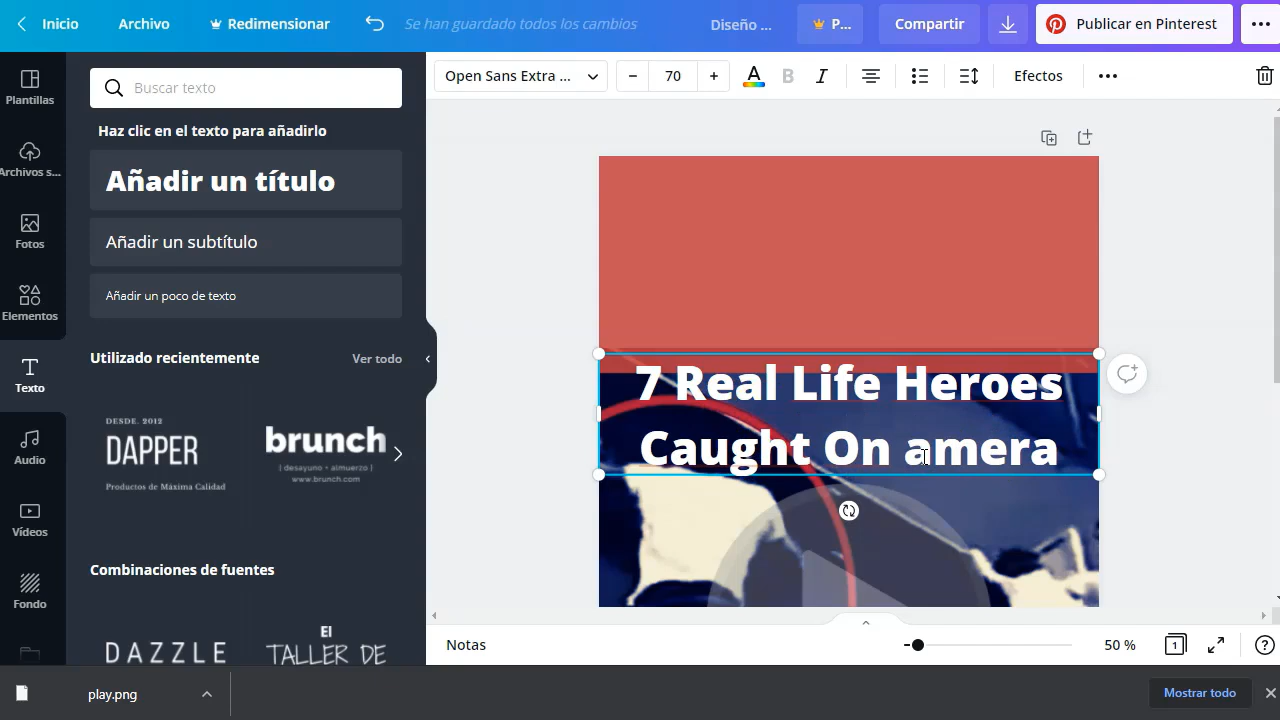 Inicio
Archivo
Redimensionar
Se han guardado todos los cambios
Diseño ...
P...
Compartir
Publicar en Pinterest
Plantillas
Archivos s...
Fotos
Elementos
Texto
Audio
Vídeos
Fondo
Buscar texto
Haz clic en el texto para añadirlo
Añadir un título
Añadir un subtítulo
Añadir un poco de texto
Utilizado recientemente
Ver todo
DESDE. 2012
DAPPER
Productos de Máxima Calidad
brunch
[ desayuno • almuerzo ]
www.brunch.com
Combinaciones de fuentes
DAZZLE
El
TALLER DE
Open Sans Extra ...
70
A
B
I
Efectos
7 Real Life Heroes
Caught On amera
Notas
50 %
1
?
play.png
Mostrar todo